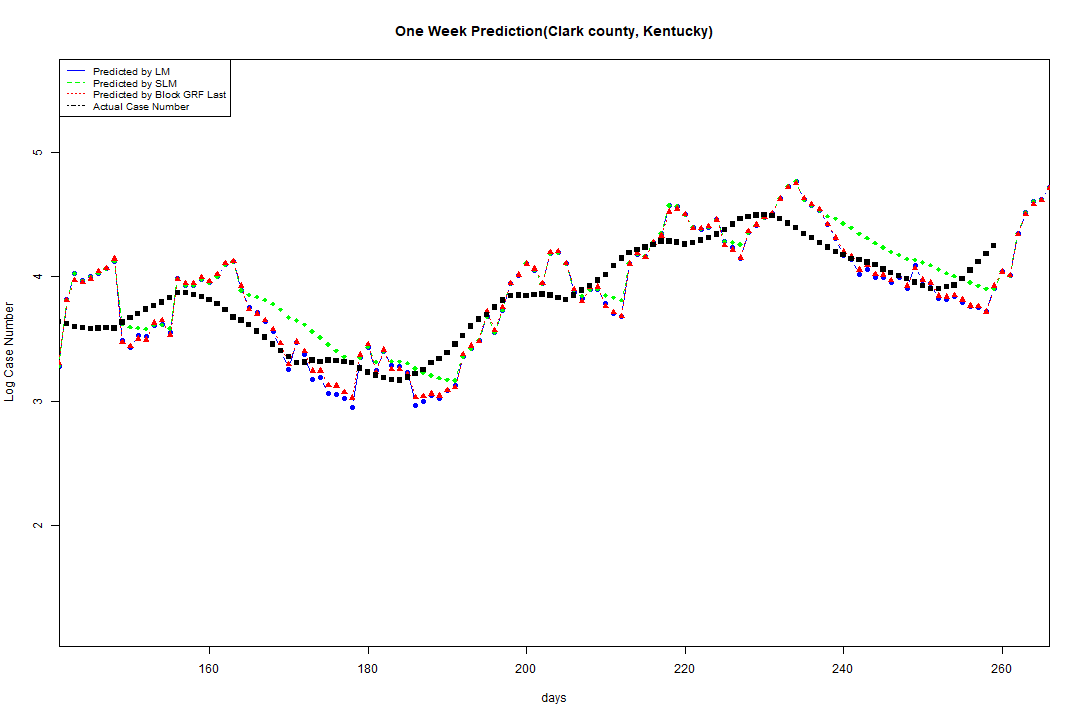 One Week Prediction(Clark county, Kentucky)
Predicted by LM
Predicted by SLM
Predicted by Block GRF Last
Actual Case Number
Log Case Number
5
4
3
2
160 180 200 220 240 260
days